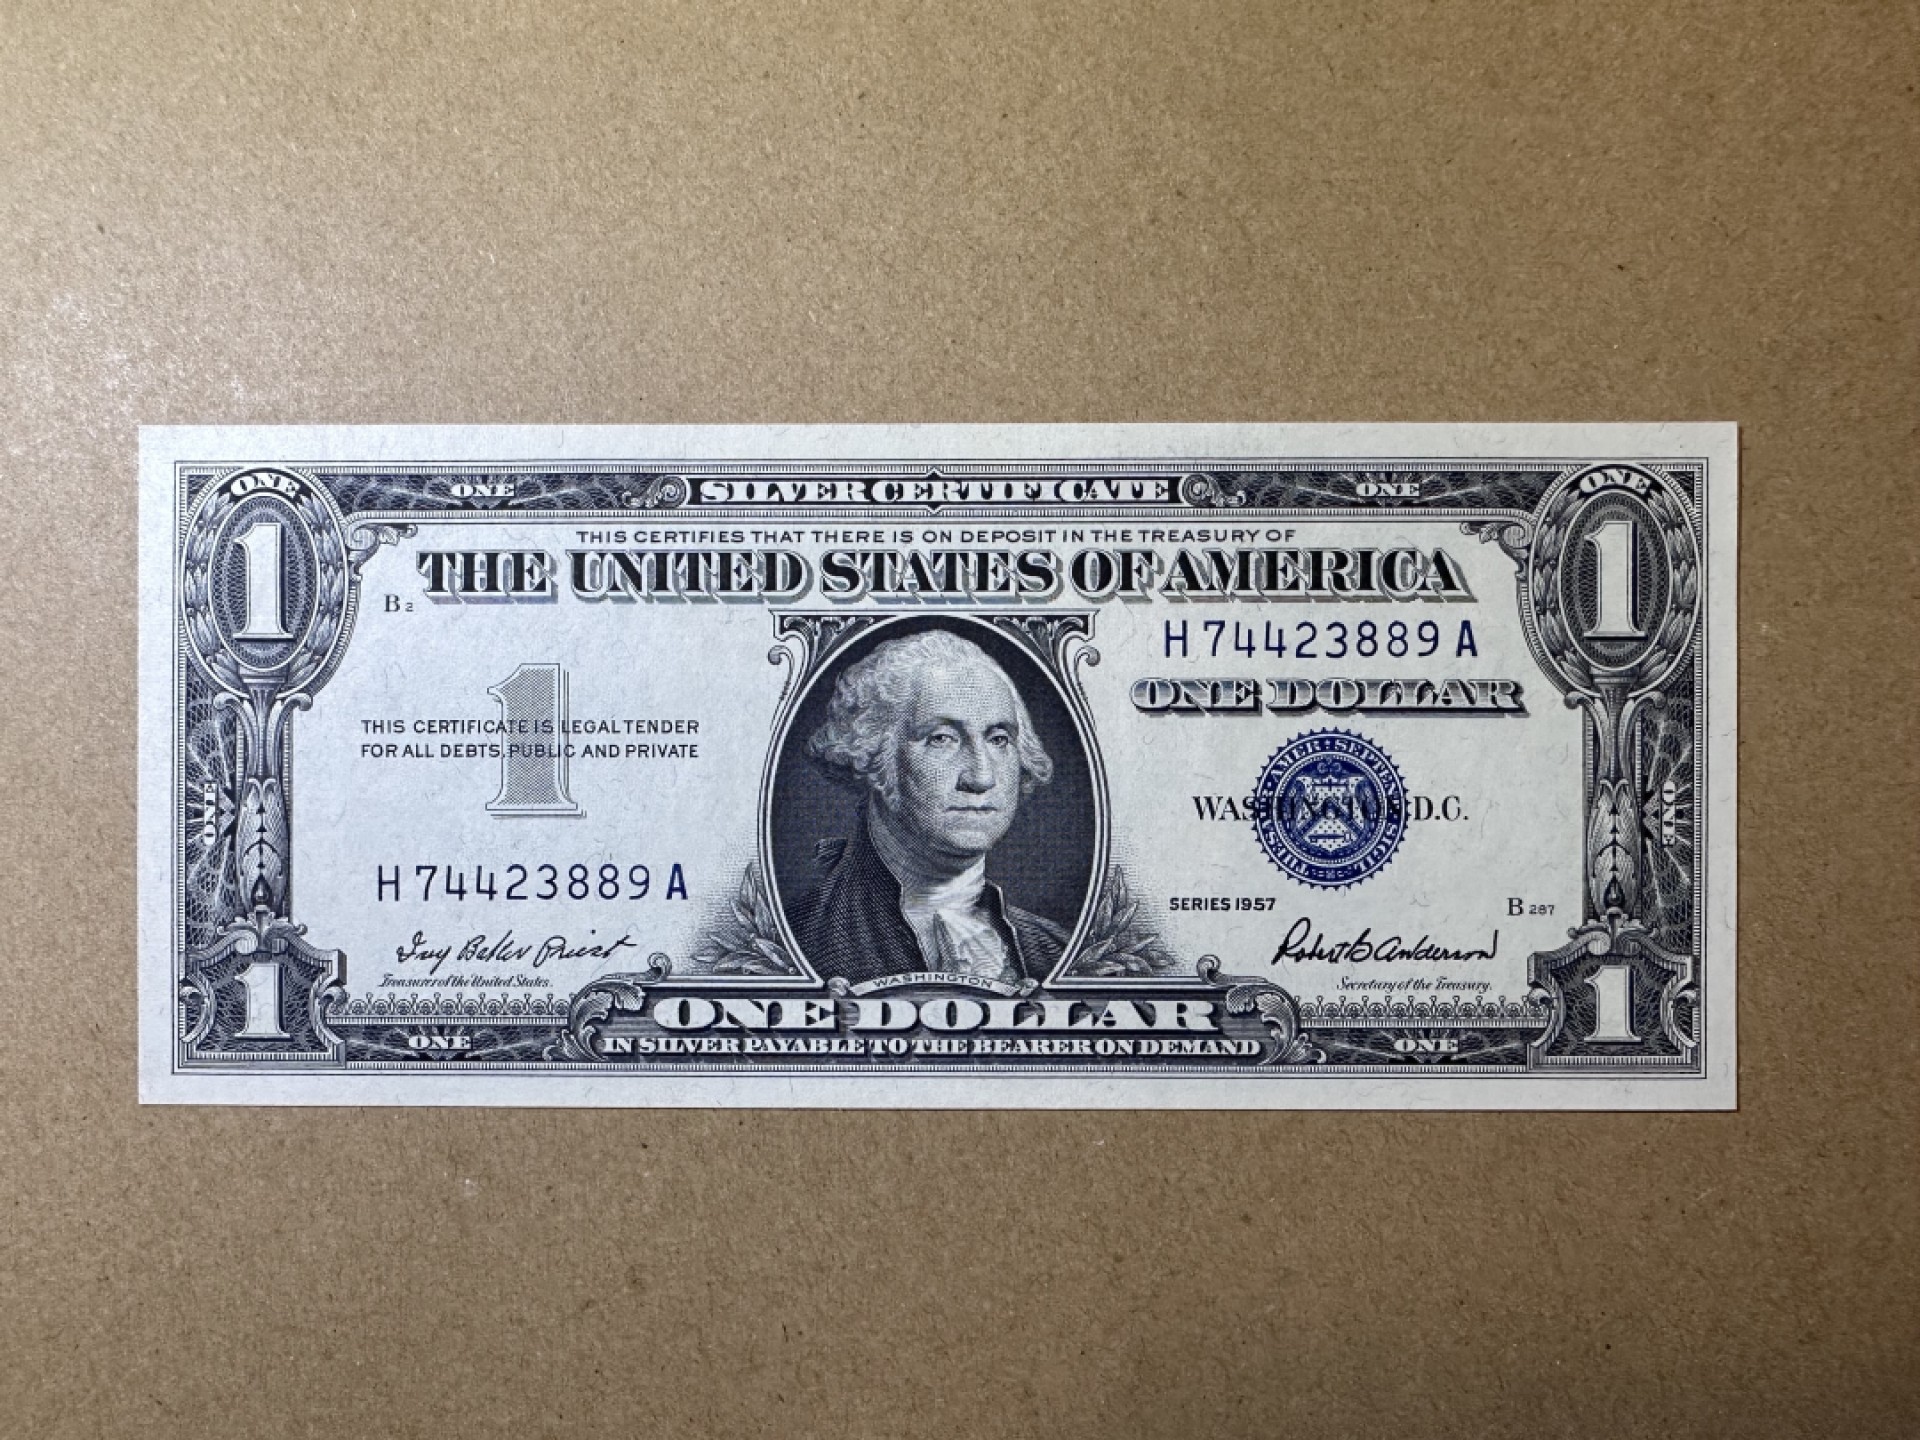 ONE
ONE
SILVER CERTIFICATE
ONE
ONE
1
1
THIS CERTIFIES THAT THERE IS ON DEPOSIT IN THE TREASURY OF
THE UNITED STATES OF AMERICA
B 2
H 74423889 A
ONE DOLLAR
1
THIS CERTIFICATE IS LEGAL TENDER
FOR ALL DEBTS, PUBLIC AND PRIVATE
ONE
WASHINGTON, D.C.
ONE
H 74423889 A
SERIES 1957
B 287
Ivy Baker Priest
Robert B Anderson
Treasurer of the United States.
WASHINGTON
Secretary of the Treasury.
1
ONE DOLLAR
1
ONE
IN SILVER PAYABLE TO THE BEARER ON DEMAND
ONE